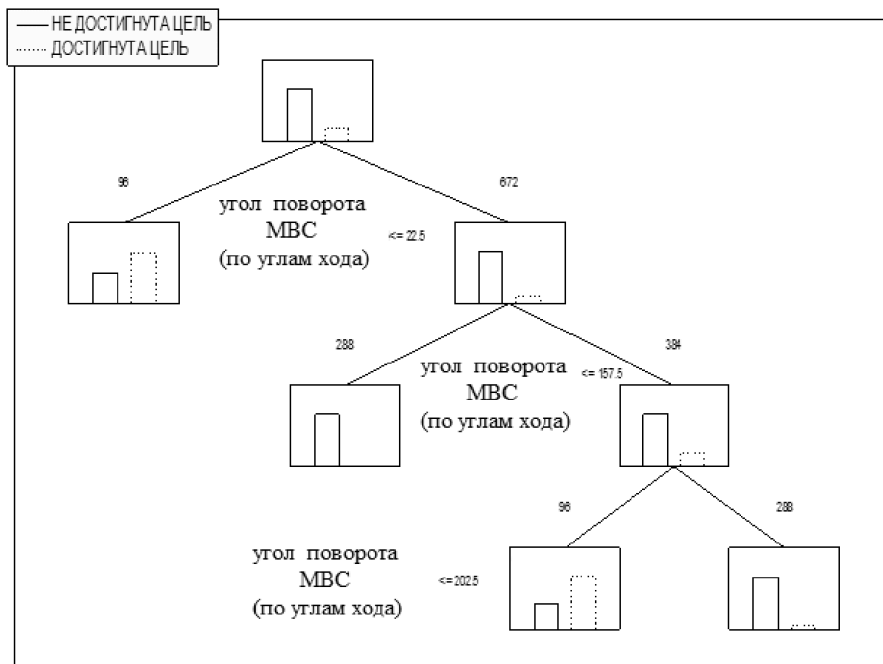 НЕ ДОСТИГНУТА ЦЕЛЬ
ДОСТИГНУТА ЦЕЛЬ
96
672
угол поворота
МВС
(по углам хода)
<= 22.5
288
384
угол поворота
МВС
(по углам хода)
<= 157.5
96
288
угол поворота
МВС
(по углам хода)
<=202.5